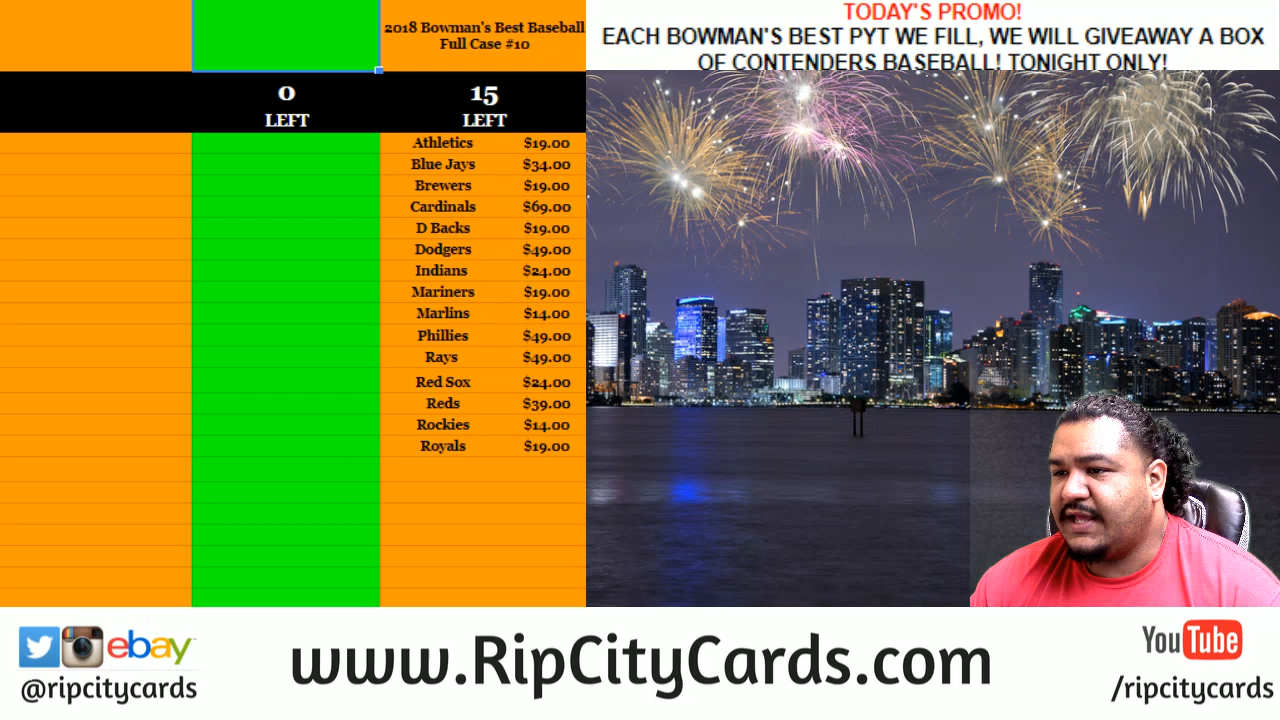 2018 Bowman's Best Baseball
Full Case #10
0
LEFT
15
LEFT
Athletics $19.00
Blue Jays $34.00
Brewers $19.00
Cardinals $69.00
D Backs $19.00
Dodgers $49.00
Indians $24.00
Mariners $19.00
Marlins $14.00
Phillies $49.00
Rays $49.00
Red Sox $24.00
Reds $39.00
Rockies $14.00
Royals $19.00
TODAY'S PROMO!
EACH BOWMAN'S BEST PYT WE FILL, WE WILL GIVEAWAY A BOX
OF CONTENDERS BASEBALL! TONIGHT ONLY!
ebay
@ripcitycards
www.RipCityCards.com
YouTube
/ripcitycards